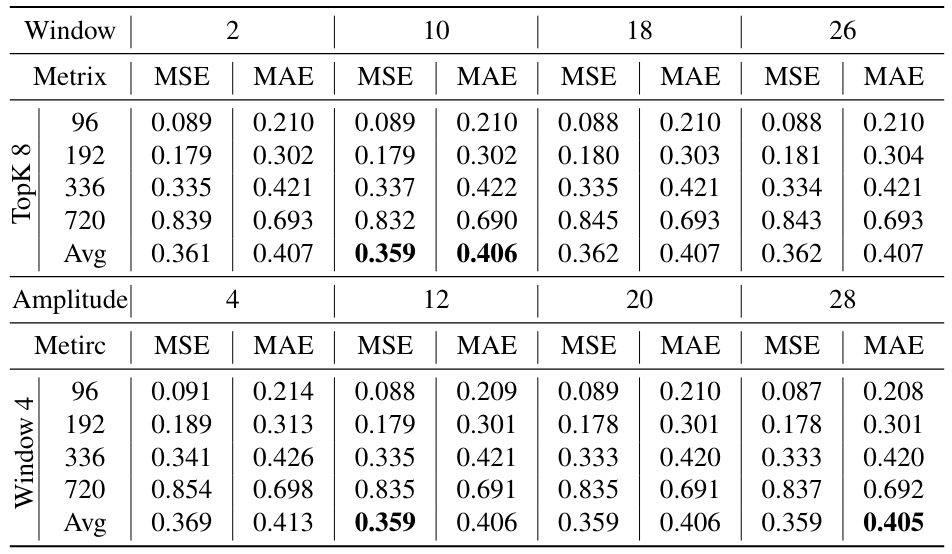 Window 2 10 18 26
Metrix MSE MAE MSE MAE MSE MAE MSE MAE
TopK 8
96 0.089 0.210 0.089 0.210 0.088 0.210 0.088 0.210
192 0.179 0.302 0.179 0.302 0.180 0.303 0.181 0.304
336 0.335 0.421 0.337 0.422 0.335 0.421 0.334 0.421
720 0.839 0.693 0.832 0.690 0.845 0.693 0.843 0.693
Avg 0.361 0.407 0.359 0.406 0.362 0.407 0.362 0.407
Amplitude 4 12 20 28
Metirc MSE MAE MSE MAE MSE MAE MSE MAE
Window 4
96 0.091 0.214 0.088 0.209 0.089 0.210 0.087 0.208
192 0.189 0.313 0.179 0.301 0.178 0.301 0.178 0.301
336 0.341 0.426 0.335 0.421 0.333 0.420 0.333 0.420
720 0.854 0.698 0.835 0.691 0.835 0.691 0.837 0.692
Avg 0.369 0.413 0.359 0.406 0.359 0.406 0.359 0.405